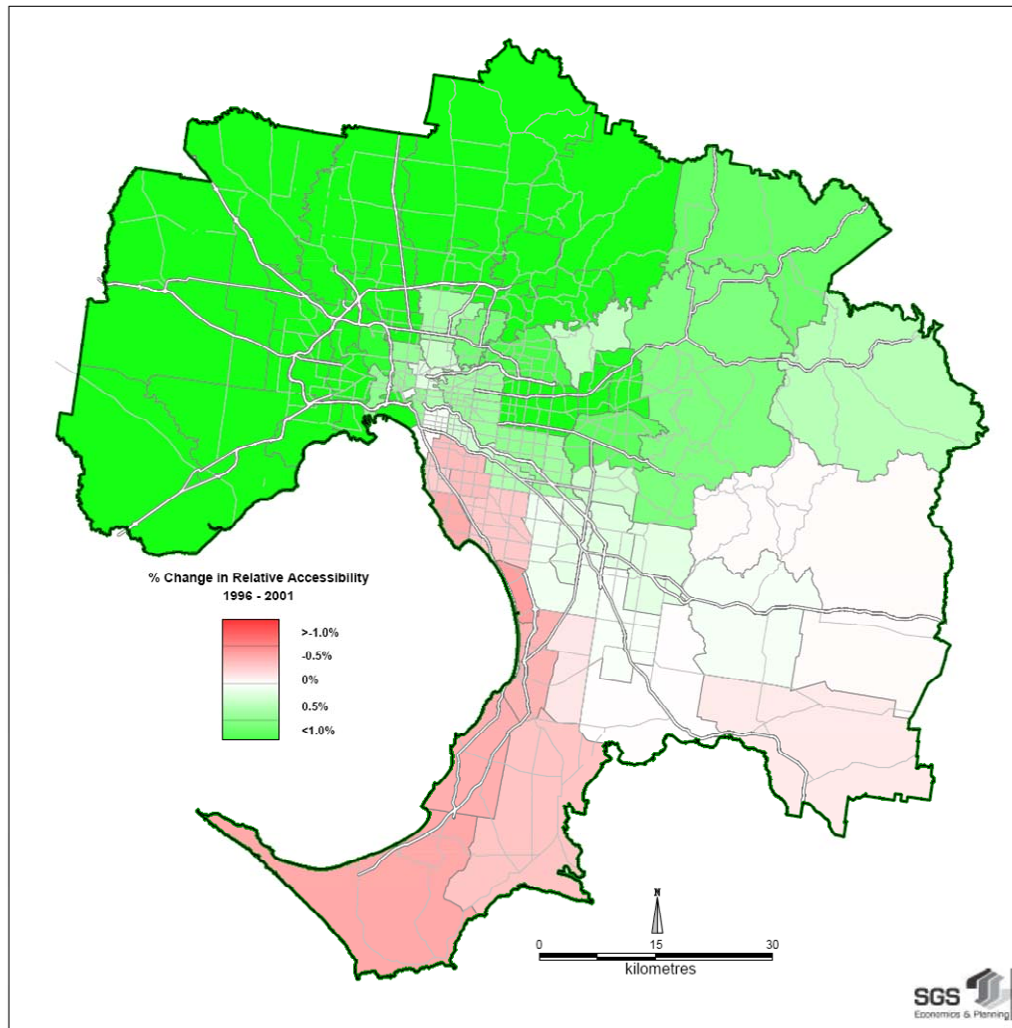 % Change in Relative Accessibility
1996 - 2001
>-1.0%
-0.5%
0%
0.5%
<1.0%
N
0 15 30
kilometres
SGS
Economics & Planning